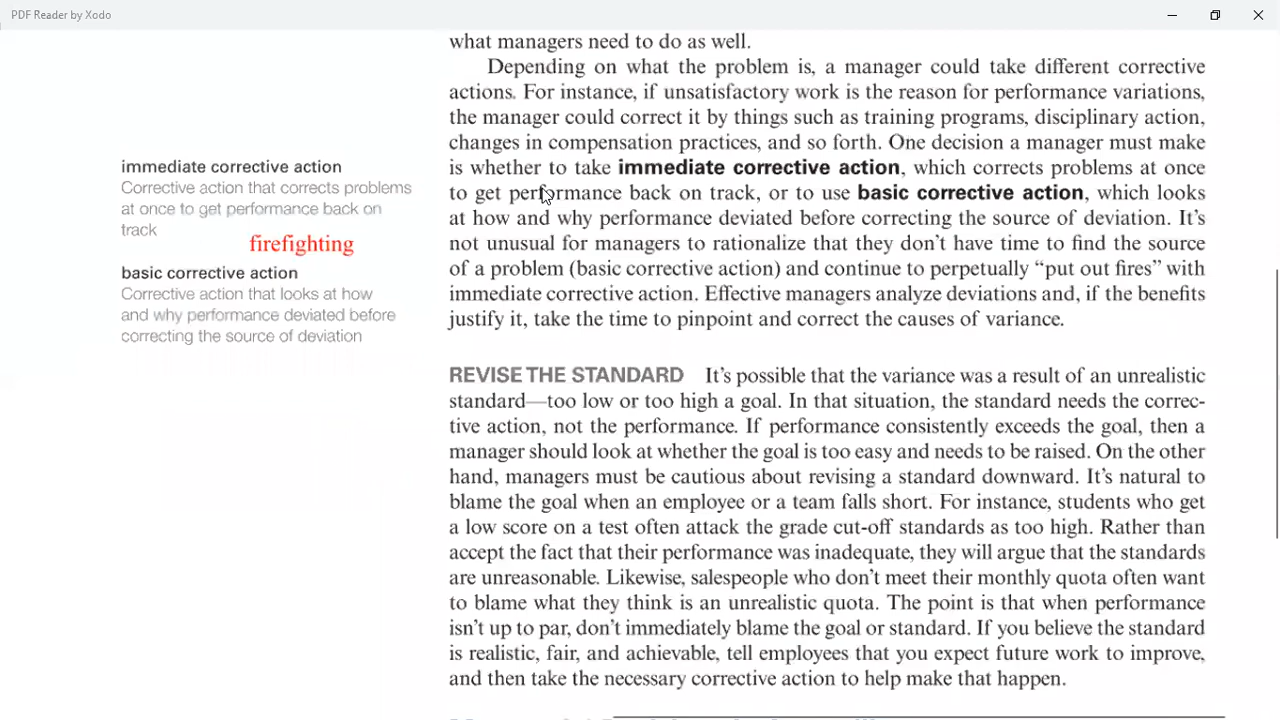 PDF Reader by Xodo
what managers need to do as well.
Depending on what the problem is, a manager could take different corrective
actions. For instance, if unsatisfactory work is the reason for performance variations,
the manager could correct it by things such as training programs, disciplinary action,
changes in compensation practices, and so forth. One decision a manager must make
is whether to take immediate corrective action, which corrects problems at once
to get performance back on track, or to use basic corrective action, which looks
at how and why performance deviated before correcting the source of deviation. It's
not unusual for managers to rationalize that they don't have time to find the source
of a problem (basic corrective action) and continue to perpetually “put out fires” with
immediate corrective action. Effective managers analyze deviations and, if the benefits
justify it, take the time to pinpoint and correct the causes of variance.
immediate corrective action
Corrective action that corrects problems
at once to get performance back on
track
firefighting
basic corrective action
Corrective action that looks at how
and why performance deviated before
correcting the source of deviation
REVISE THE STANDARD It's possible that the variance was a result of an unrealistic
standard—too low or too high a goal. In that situation, the standard needs the correc-
tive action, not the performance. If performance consistently exceeds the goal, then a
manager should look at whether the goal is too easy and needs to be raised. On the other
hand, managers must be cautious about revising a standard downward. It's natural to
blame the goal when an employee or a team falls short. For instance, students who get
a low score on a test often attack the grade cut-off standards as too high. Rather than
accept the fact that their performance was inadequate, they will argue that the standards
are unreasonable. Likewise, salespeople who don't meet their monthly quota often want
to blame what they think is an unrealistic quota. The point is that when performance
isn't up to par, don't immediately blame the goal or standard. If you believe the standard
is realistic, fair, and achievable, tell employees that you expect future work to improve,
and then take the necessary corrective action to help make that happen.